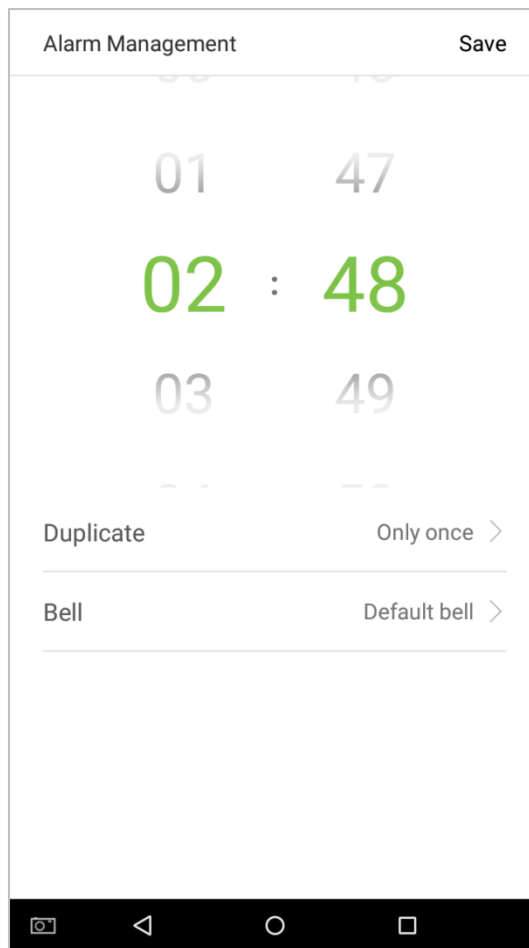 Alarm Management Save
01 47
02 : 48
03 49
Duplicate Only once
Bell Default bell